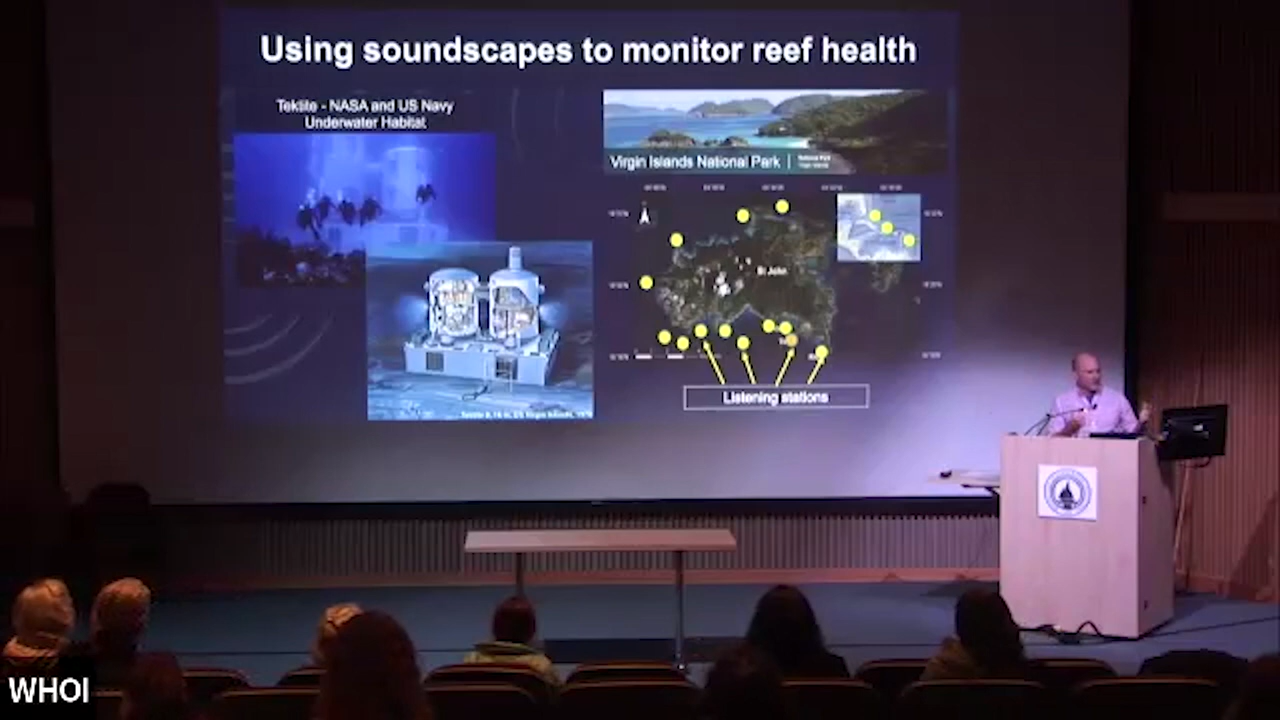 Using soundscapes to monitor reef health
Tektite - NASA and US Navy
Underwater Habitat
Virgin Islands National Park
St John
Listening stations
WHOI